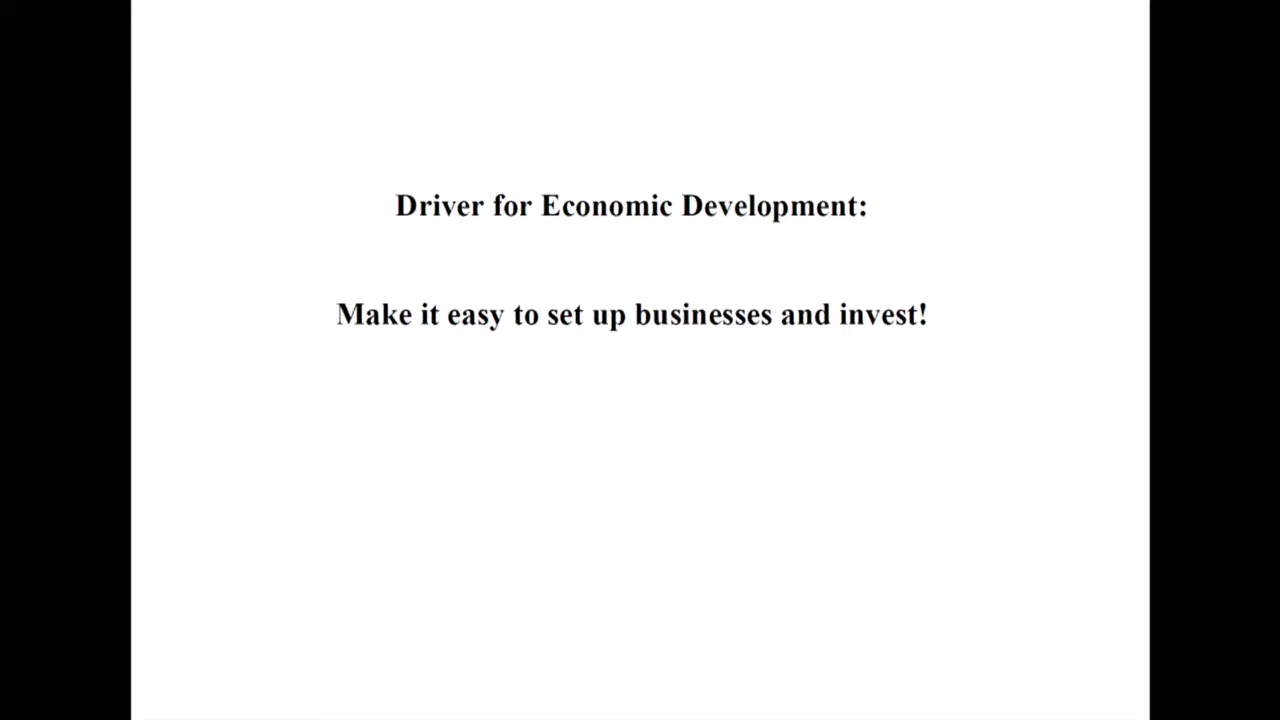 Driver for Economic Development:
Make it easy to set up businesses and invest!